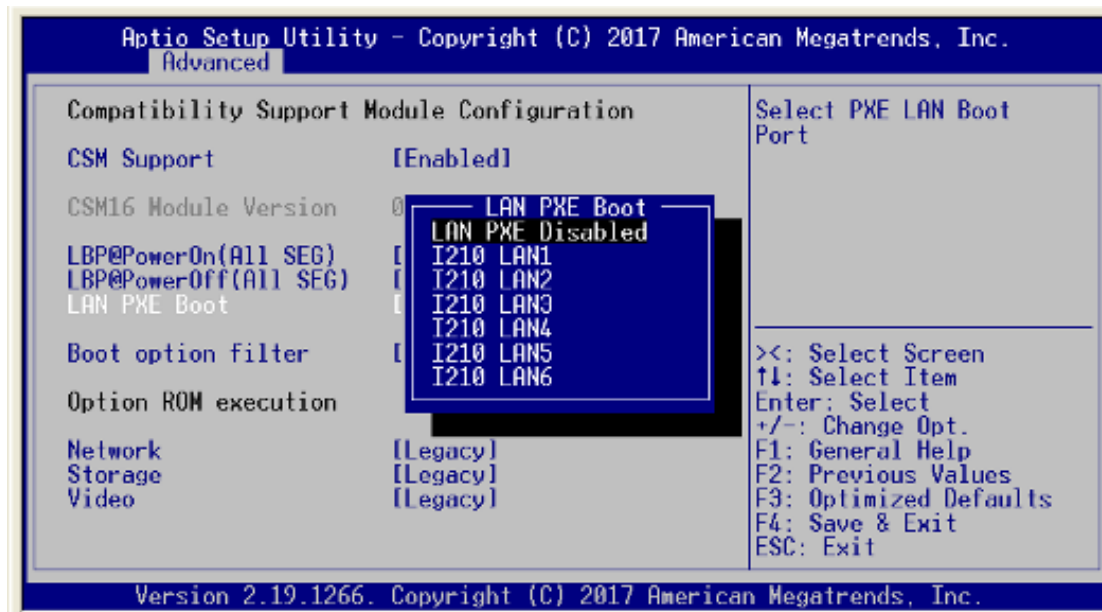 Aptio Setup Utility - Copyright (C) 2017 American Megatrends, Inc.
Advanced
Compatibility Support Module Configuration
CSM Support [Enabled]
CSM16 Module Version 0
LBP@PowerOn(All SEG) [
LBP@PowerOff(All SEG) [
LAN PXE Boot [
Boot option filter [
Option ROM execution
Network [Legacy]
Storage [Legacy]
Video [Legacy]
LAN PXE Boot
LAN PXE Disabled
I210 LAN1
I210 LAN2
I210 LAN3
I210 LAN4
I210 LAN5
I210 LAN6
Select PXE LAN Boot
Port
><: Select Screen
↑↓: Select Item
Enter: Select
+/-: Change Opt.
F1: General Help
F2: Previous Values
F3: Optimized Defaults
F4: Save & Exit
ESC: Exit
Version 2.19.1266. Copyright (C) 2017 American Megatrends, Inc.